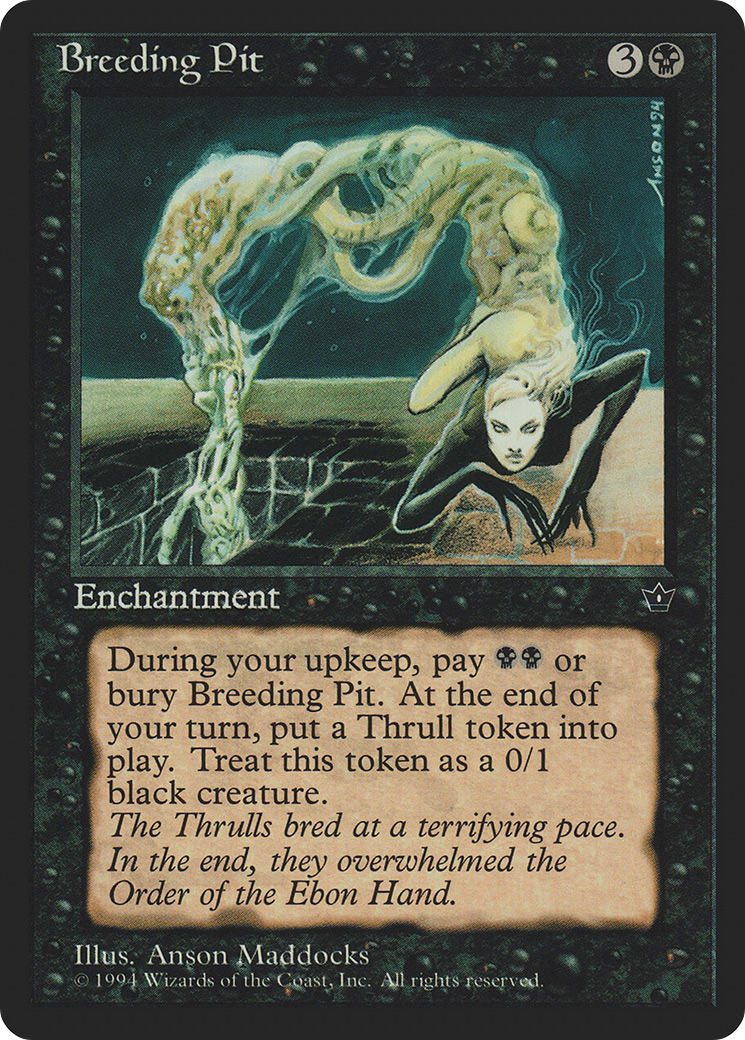 Breeding Pit 3
ANSON94
Enchantment
During your upkeep, pay or
bury Breeding Pit. At the end of
your turn, put a Thrull token into
play. Treat this token as a 0/1
black creature.
The Thrulls bred at a terrifying pace.
In the end, they overwhelmed the
Order of the Ebon Hand.
Illus. Anson Maddocks
© 1994 Wizards of the Coast, Inc. All rights reserved.